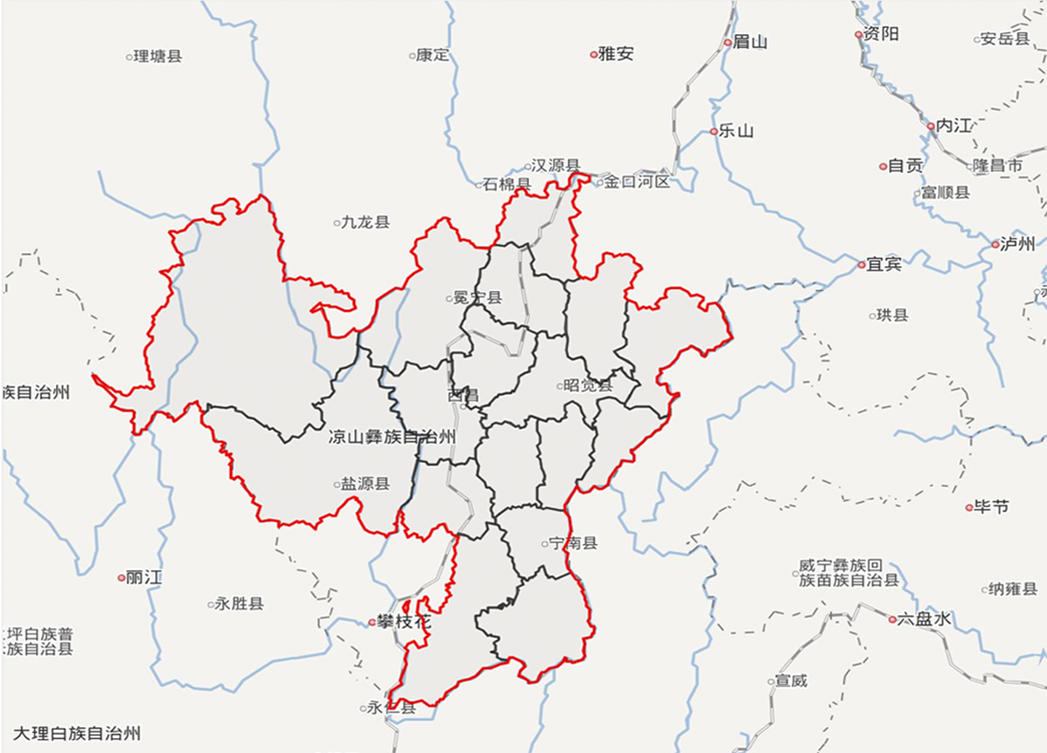 眉山
资阳
安岳县
理塘县
康定
雅安
内江
乐山
汉源县
自贡
隆昌市
石棉县
金口河区
富顺县
九龙县
泸州
宜宾
冕宁县
珙县
族自治州
昭觉县
西昌
凉山彝族自治州
盐源县
毕节
宁南县
丽江
威宁彝族回
族苗族自治县
永胜县
纳雍县
攀枝花
六盘水
坪白族普
族自治县
宣威
永仁县
大理白族自治州